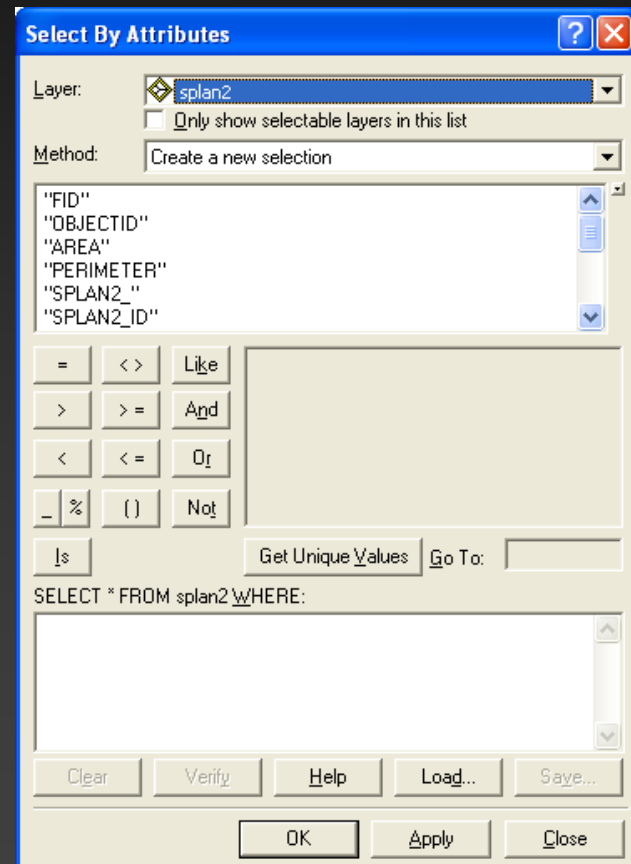 Select By Attributes
Layer: splan2
Only show selectable layers in this list
Method: Create a new selection
"FID"
"OBJECTID"
"AREA"
"PERIMETER"
"SPLAN2_"
"SPLAN2_ID"
= < > Like
> > = And
< < = Or
_ % ( ) Not
Is Get Unique Values Go To:
SELECT * FROM splan2 WHERE:
Clear Verify Help Load... Save...
OK Apply Close